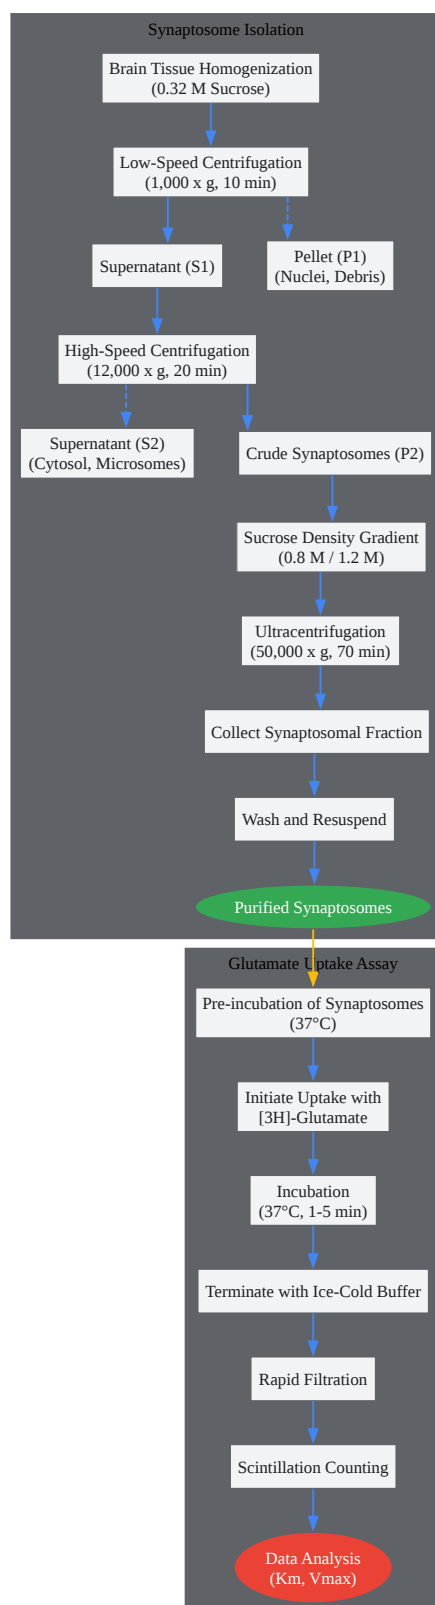 Synaptosome Isolation
Brain Tissue Homogenization
(0.32 M Sucrose)
Low-Speed Centrifugation
(1,000 x g, 10 min)
Supernatant (S1)
Pellet (P1)
(Nuclei, Debris)
High-Speed Centrifugation
(12,000 x g, 20 min)
Supernatant (S2)
(Cytosol, Microsomes)
Crude Synaptosomes (P2)
Sucrose Density Gradient
(0.8 M / 1.2 M)
Ultracentrifugation
(50,000 x g, 70 min)
Collect Synaptosomal Fraction
Wash and Resuspend
Purified Synaptosomes
Glutamate Uptake Assay
Pre-incubation of Synaptosomes
(37°C)
Initiate Uptake with
[3H]-Glutamate
Incubation
(37°C, 1-5 min)
Terminate with Ice-Cold Buffer
Rapid Filtration
Scintillation Counting
Data Analysis
(Km, Vmax)